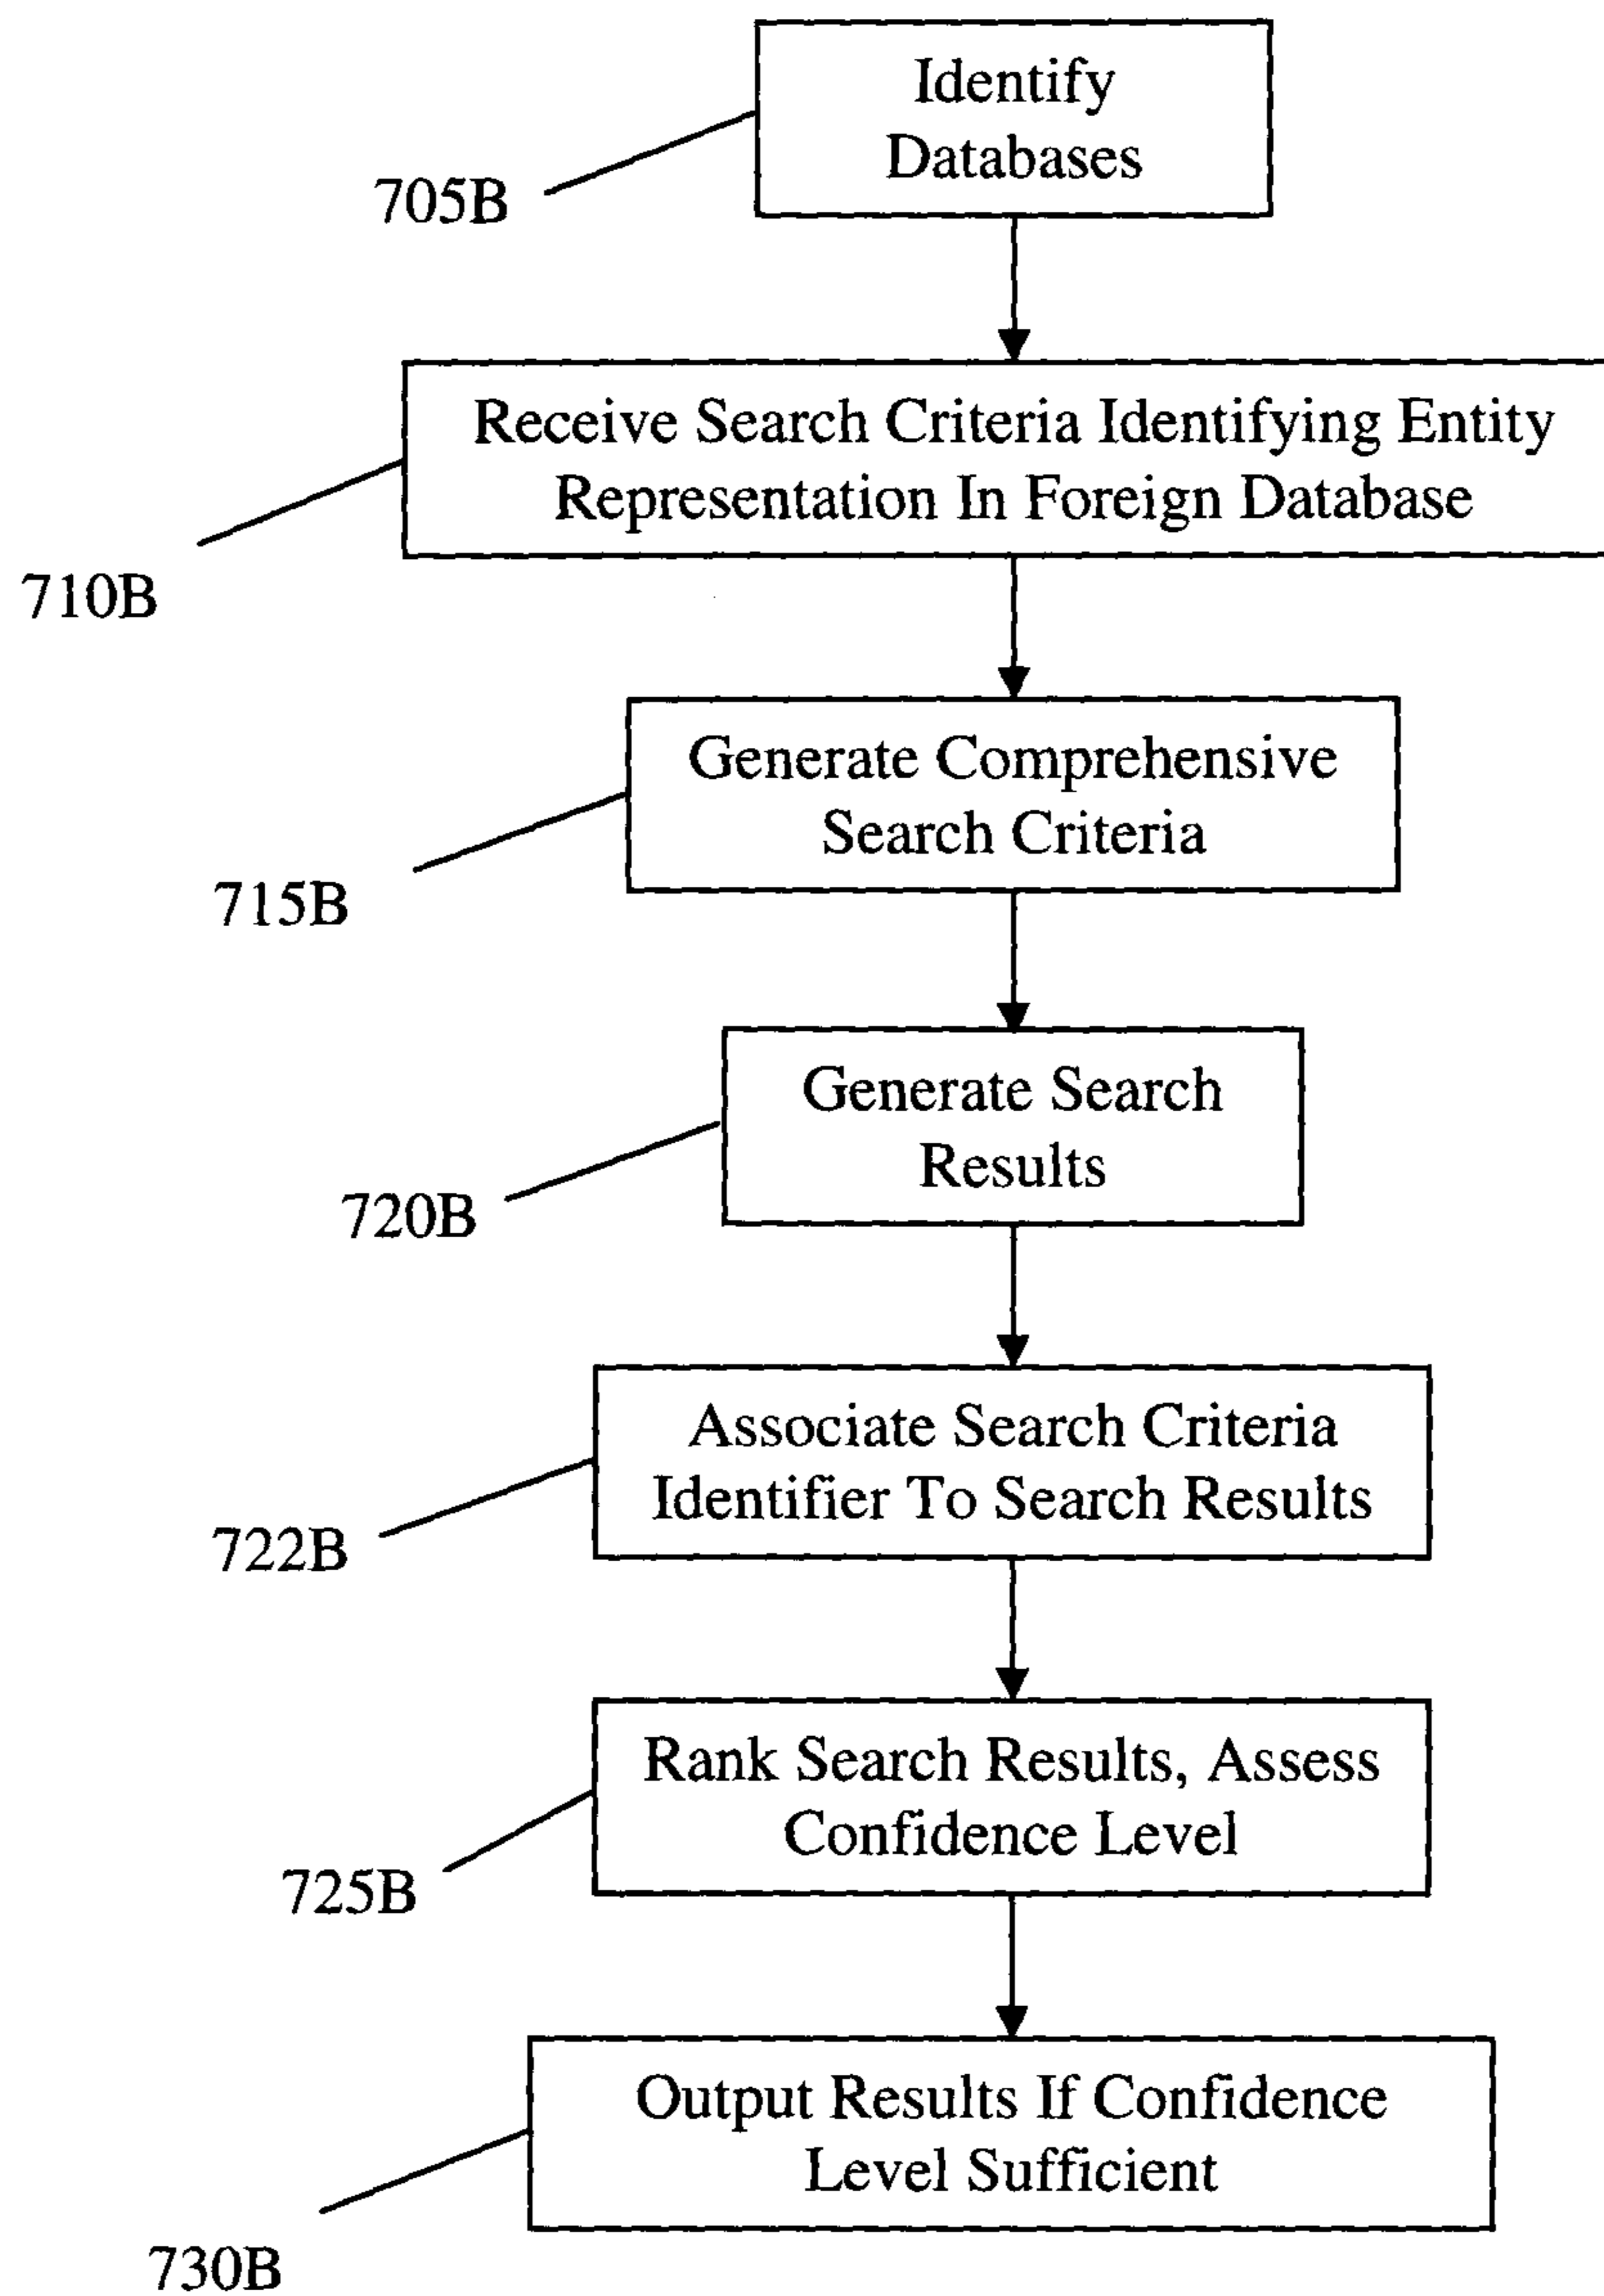 Identify
Databases
705B
Receive Search Criteria Identifying Entity
Representation In Foreign Database
710B
Generate Comprehensive
Search Criteria
715B
Generate Search
Results
720B
Associate Search Criteria
Identifier To Search Results
722B
Rank Search Results, Assess
Confidence Level
725B
Output Results If Confidence
Level Sufficient
730B